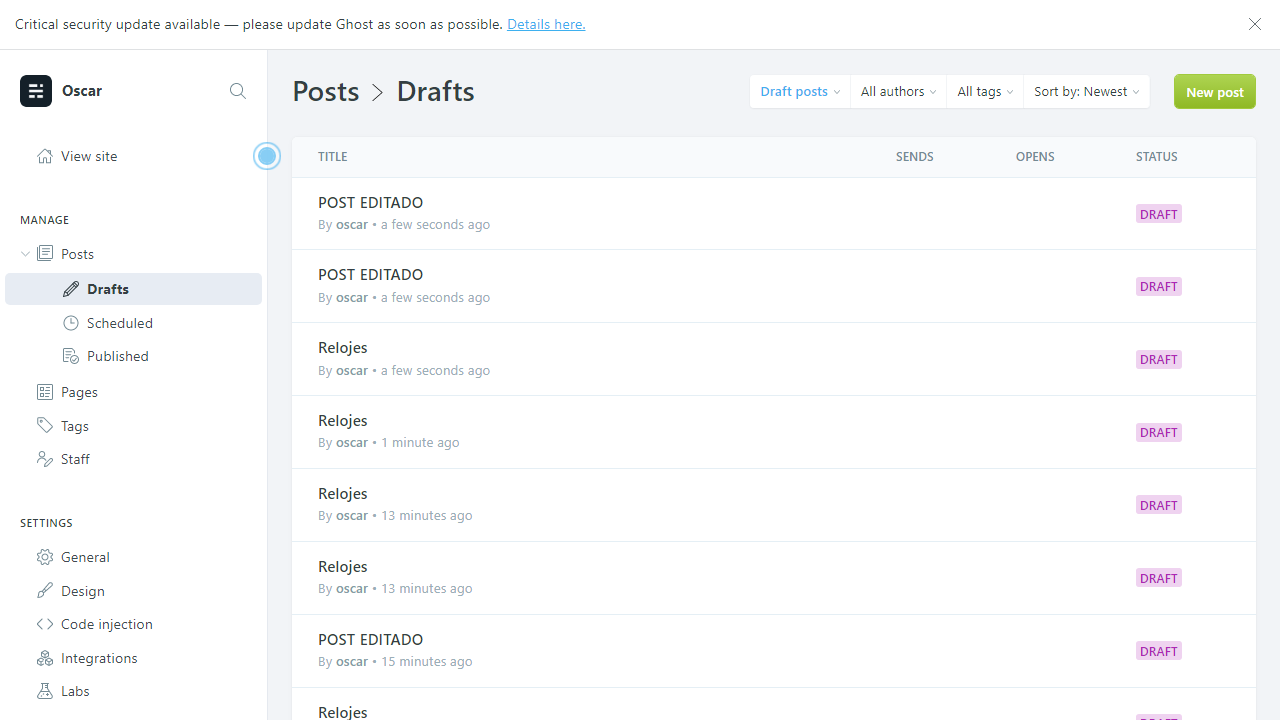 Critical security update available — please update Ghost as soon as possible. Details here.
Oscar
View site
MANAGE
Posts
Drafts
Scheduled
Published
Pages
Tags
Staff
SETTINGS
General
Design
Code injection
Integrations
Labs
Posts > Drafts
Draft posts
All authors
All tags
Sort by: Newest
New post
TITLE SENDS OPENS STATUS
POST EDITADO
By oscar • a few seconds ago
DRAFT
POST EDITADO
By oscar • a few seconds ago
DRAFT
Relojes
By oscar • a few seconds ago
DRAFT
Relojes
By oscar • 1 minute ago
DRAFT
Relojes
By oscar • 13 minutes ago
DRAFT
Relojes
By oscar • 13 minutes ago
DRAFT
POST EDITADO
By oscar • 15 minutes ago
DRAFT
Relojes